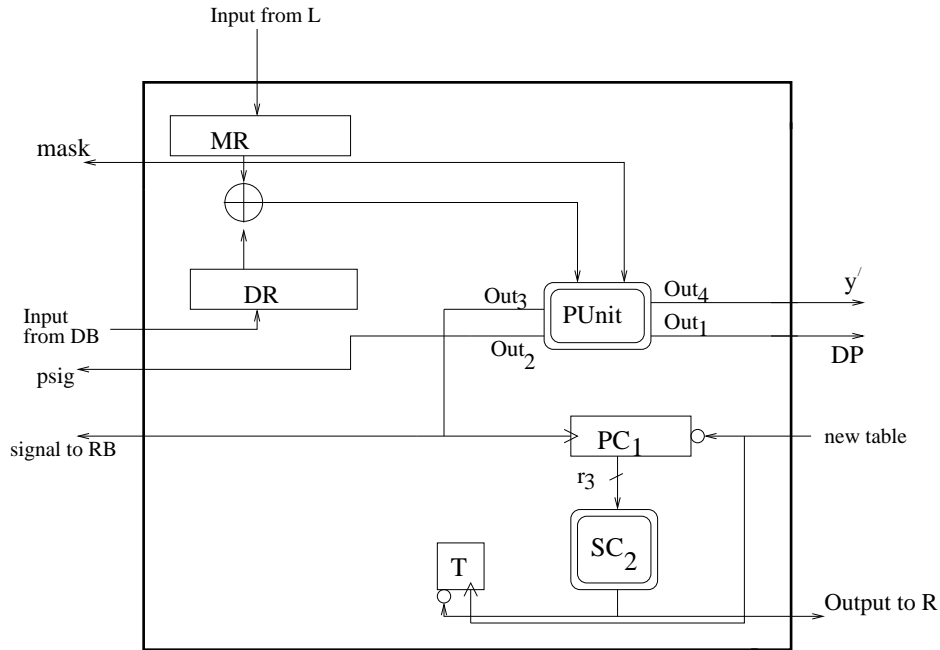 Input from L
MR
mask
DR
Input
from DB
Out3
Out4
y′
PUnit
Out1
Out2
DP
psig
signal to RB
PC1
new table
r3
SC2
T
Output to R